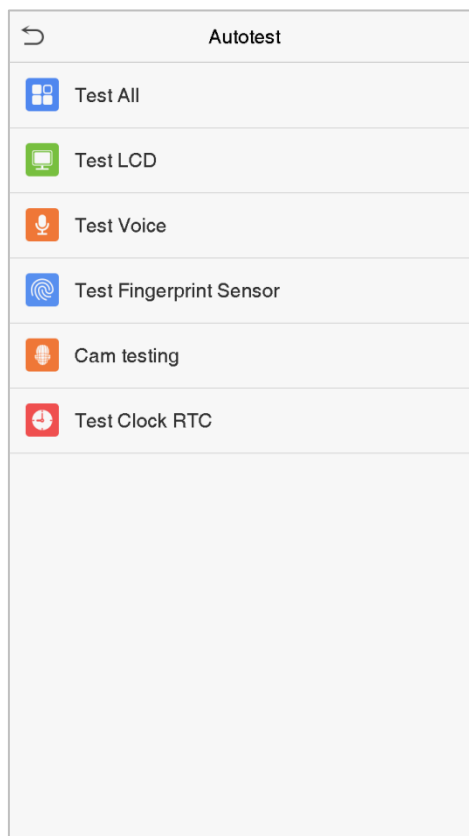 Autotest
Test All
Test LCD
Test Voice
Test Fingerprint Sensor
Cam testing
Test Clock RTC